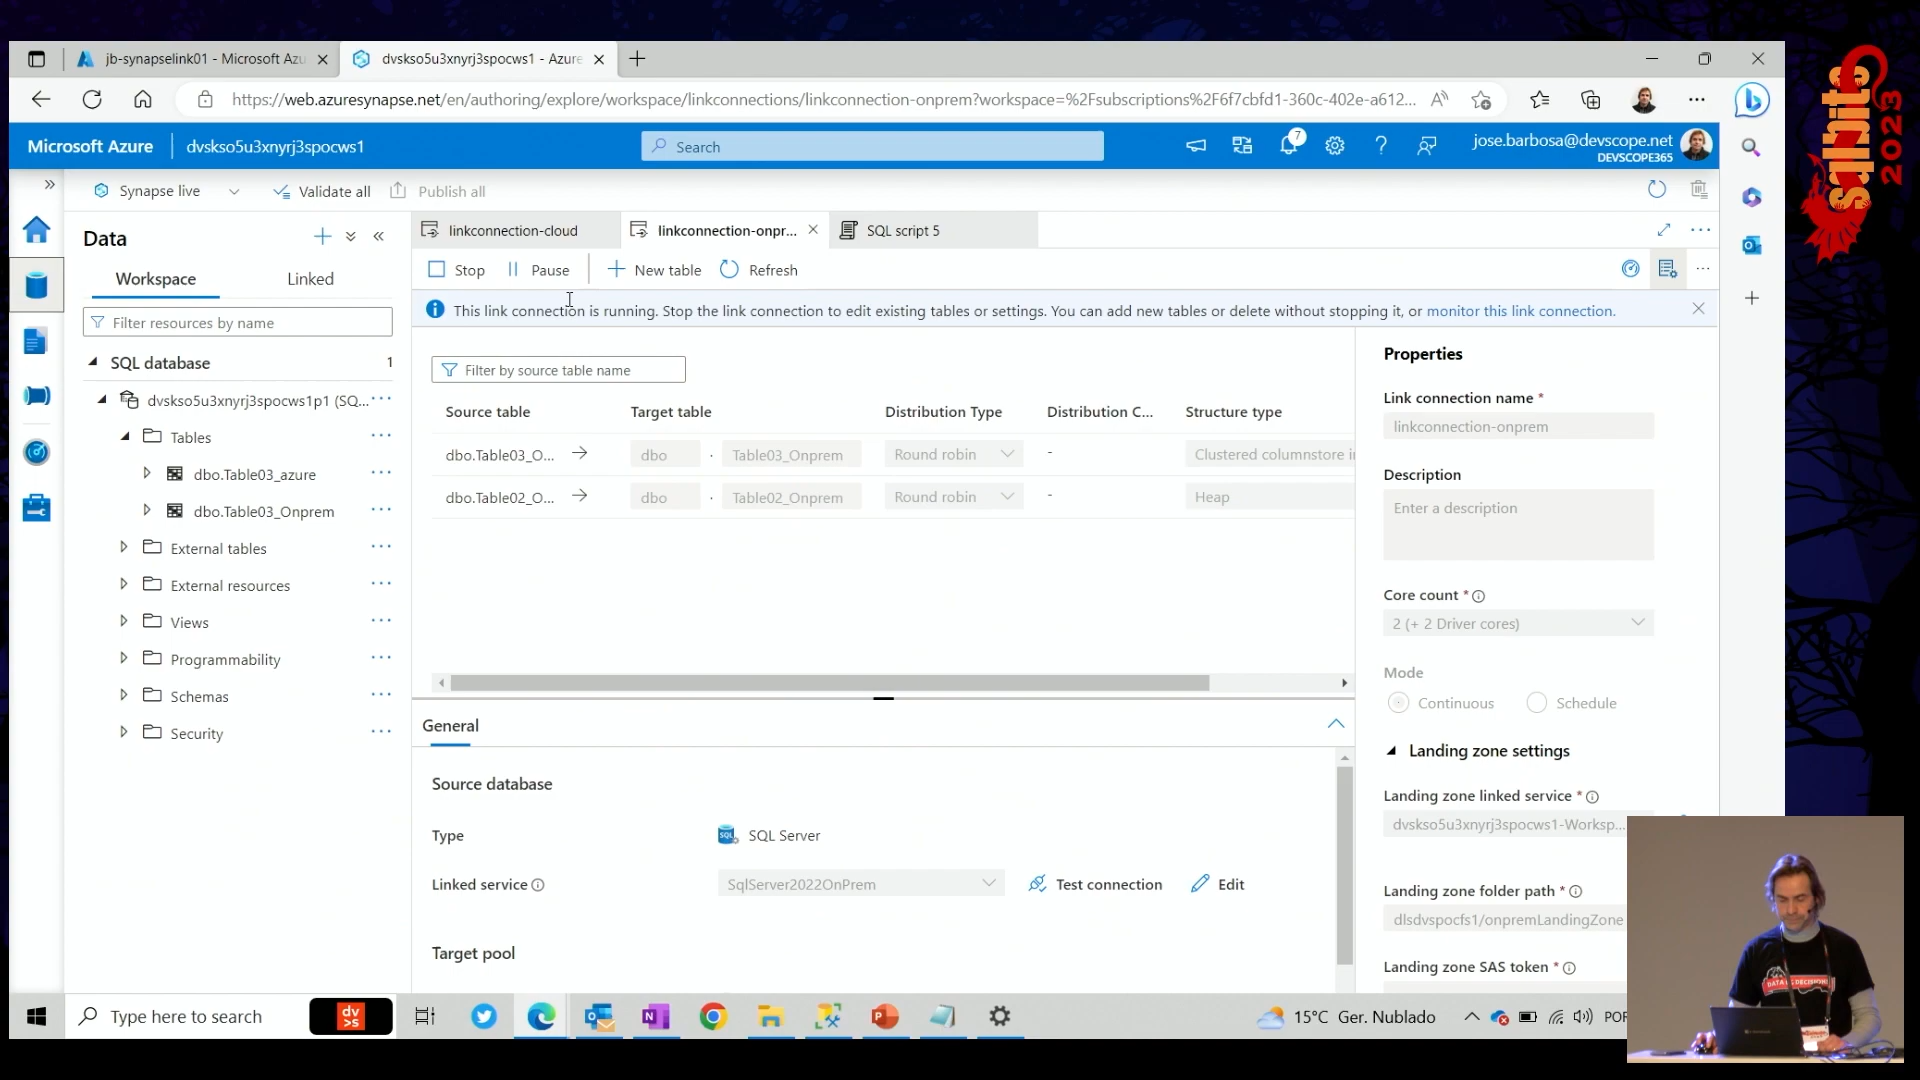 jb-synapselink01 - Microsoft Azu
dvskso5u3xnyrj3spocws1 - Azure
https://web.azuresynapse.net/en/authoring/explore/workspace/linkconnections/linkconnection-onprem?workspace=%2Fsubscriptions%2F6f7cbfd1-360c-402e-a612...
Microsoft Azure
dvskso5u3xnyrj3spocws1
Search
7
jose.barbosa@devscope.net
DEVSCOPE365
sqlbits
2023
Synapse live
Validate all
Publish all
Data
Workspace
Linked
Filter resources by name
SQL database
1
dvskso5u3xnyrj3spocws1p1 (SQ...
Tables
dbo.Table03_azure
dbo.Table03_Onprem
External tables
External resources
Views
Programmability
Schemas
Security
linkconnection-cloud
linkconnection-onpr...
SQL script 5
Stop
Pause
New table
Refresh
This link connection is running. Stop the link connection to edit existing tables or settings. You can add new tables or delete without stopping it, or monitor this link connection.
Filter by source table name
Source table
Target table
Distribution Type
Distribution C...
Structure type
dbo.Table03_O...
dbo
.
Table03_Onprem
Round robin
-
Clustered columnstore in
dbo.Table02_O...
dbo
.
Table02_Onprem
Round robin
-
Heap
General
Source database
Type
SQL Server
Linked service
SqlServer2022OnPrem
Test connection
Edit
Target pool
Properties
Link connection name *
linkconnection-onprem
Description
Enter a description
Core count *
2 (+ 2 Driver cores)
Mode
Continuous
Schedule
Landing zone settings
Landing zone linked service *
dvskso5u3xnyrj3spocws1-Worksp...
Landing zone folder path *
dlsdvspocfs1/onpremLandingZone
Landing zone SAS token *
Type here to search
dv
>s
15°C Ger. Nublado
POR